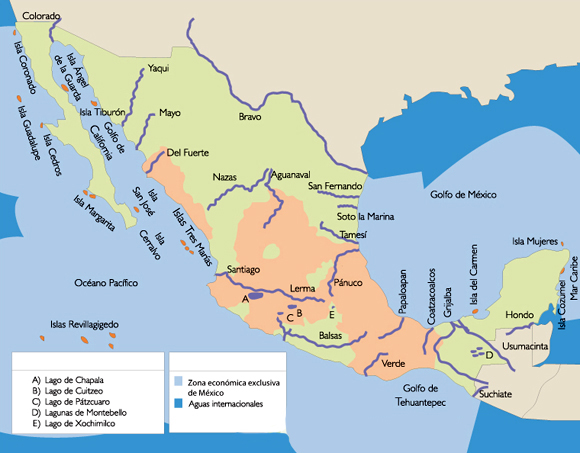 Colorado
Isla Coronado
Isla Ángel
de la Guarda
Yaqui
Isla Tiburón
Mayo
Bravo
Isla Guadalupe
Isla Cedros
Golfo de
California
Del Fuerte
Nazas
Aguanaval
San Fernando
Golfo de México
Isla Margarita
Isla
San José
Isla
Cerralvo
Islas Tres Marías
Soto la Marina
Tamesí
Isla Mujeres
Santiago
Océano Pacífico
Lerma
Pánuco
Papaloapan
Coatzacoalcos
Grijalba
Isla del Carmen
Isla Cozumel
Mar Caribe
A
B
C
E
Hondo
Islas Revillagigedo
Balsas
Usumacinta
D
Verde
Suchiate
Golfo de
Tehuantepec
A) Lago de Chapala
B) Lago de Cuitzeo
C) Lago de Pátzcuaro
D) Lagunas de Montebello
E) Lago de Xochimilco
Zona económica exclusiva
de México
Aguas internacionales